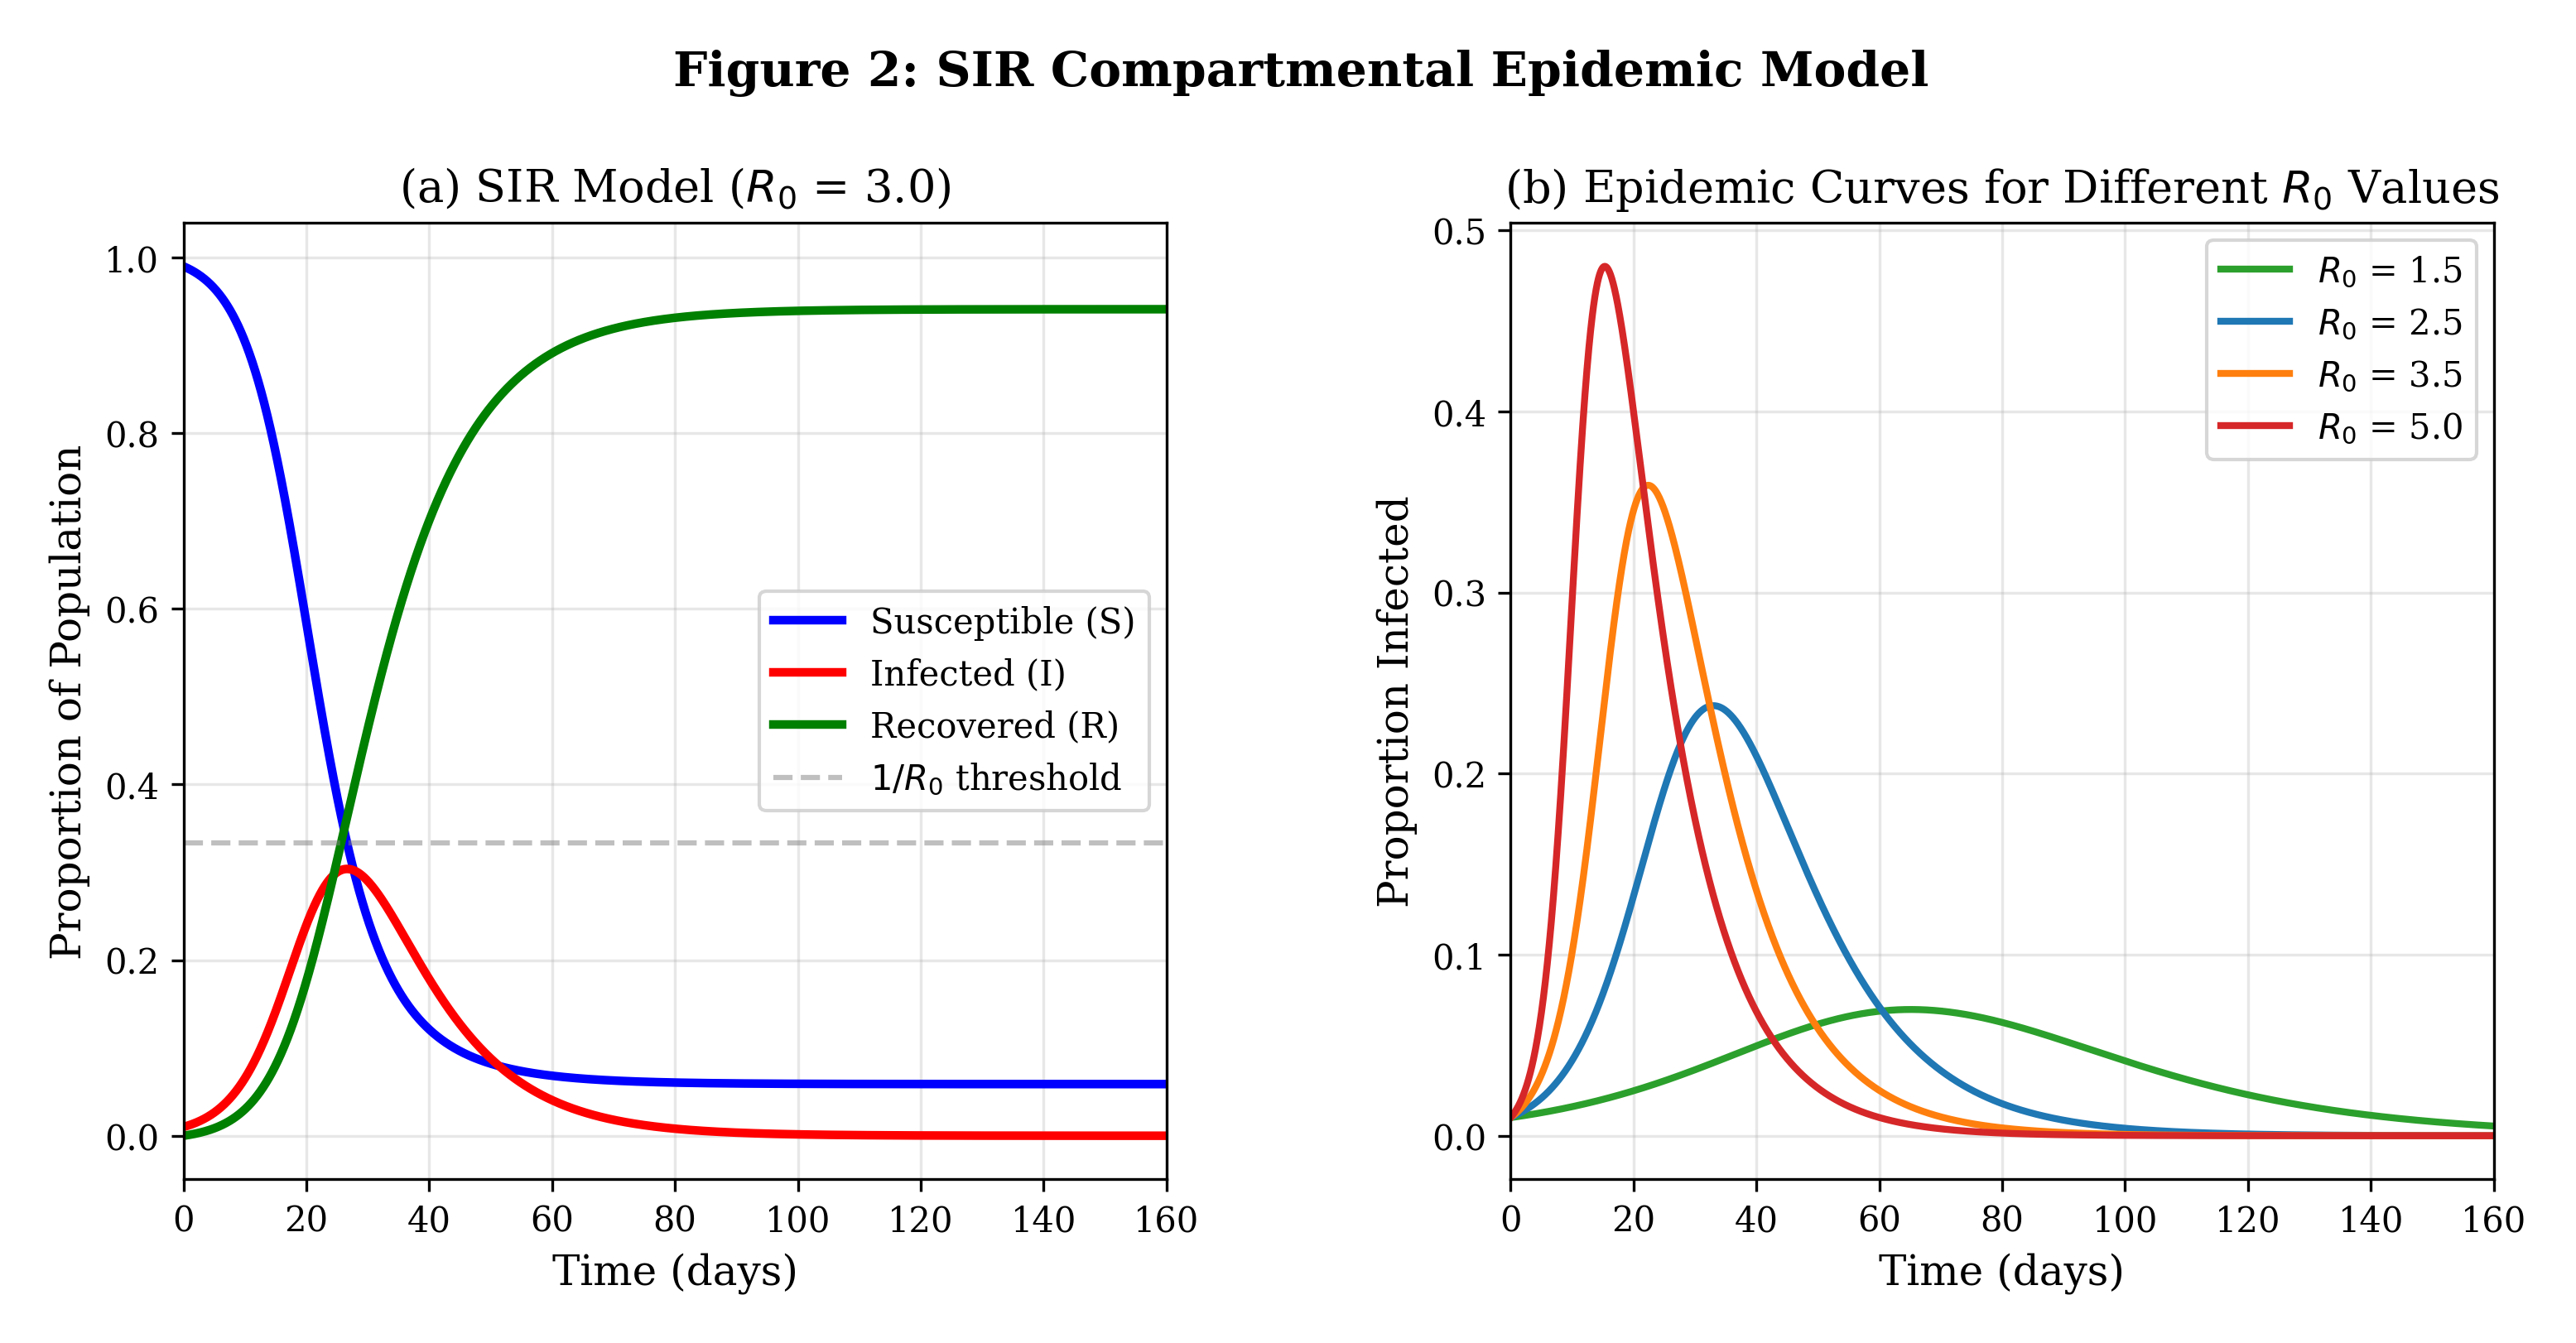 Figure 2: SIR Compartmental Epidemic Model
(a) SIR Model (R₀ = 3.0)
Proportion of Population
1.0
0.8
0.6
0.4
0.2
0.0
Susceptible (S)
Infected (I)
Recovered (R)
1/R₀ threshold
0 20 40 60 80 100 120 140 160
Time (days)
(b) Epidemic Curves for Different R₀ Values
Proportion Infected
0.5
0.4
0.3
0.2
0.1
0.0
R₀ = 1.5
R₀ = 2.5
R₀ = 3.5
R₀ = 5.0
0 20 40 60 80 100 120 140 160
Time (days)